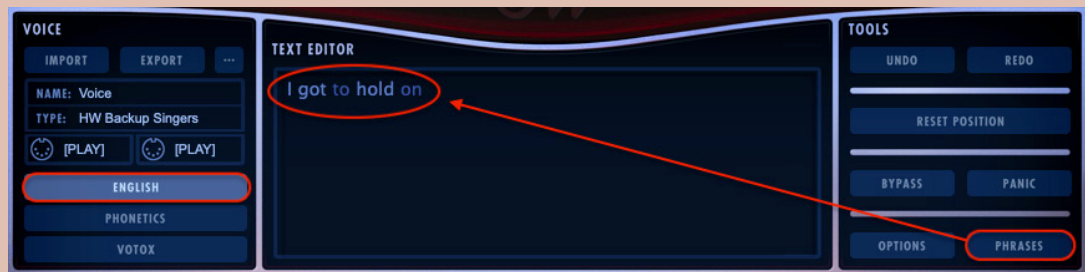 VOICE
IMPORT EXPORT ...
NAME: Voice
TYPE: HW Backup Singers
[PLAY] [PLAY]
ENGLISH
PHONETICS
VOTOX
TEXT EDITOR
I got to hold on
TOOLS
UNDO REDO
RESET POSITION
BYPASS PANIC
OPTIONS PHRASES